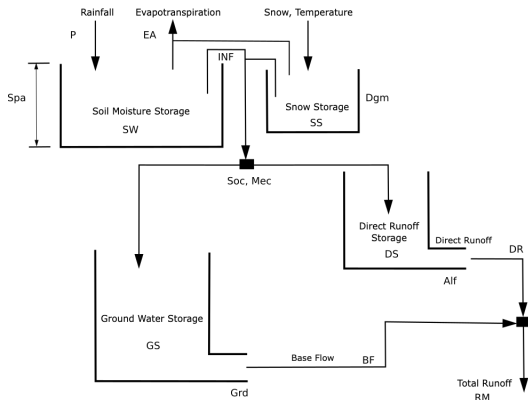 Rainfall
Evapotranspiration
Snow, Temperature
P
EA
INF
Spa
Soil Moisture Storage
SW
Snow Storage
SS
Dgm
Soc, Mec
Direct Runoff
Storage
DS
Direct Runoff
DR
Alf
Ground Water Storage
GS
Base Flow
BF
Grd
Total Runoff
RM